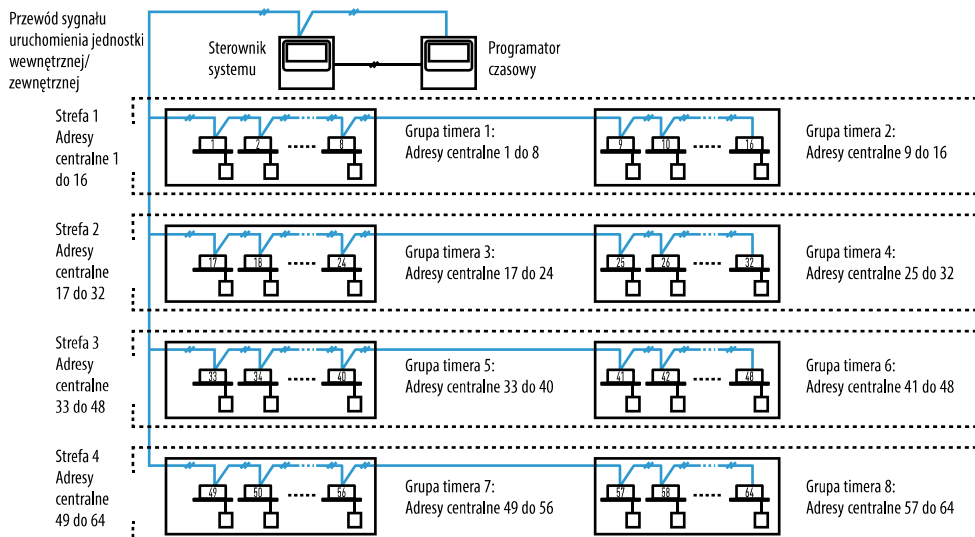 Przewód sygnału
uruchomienia jednostki
wewnętrznej/
zewnętrznej
Sterownik
systemu
Programator
czasowy
Strefa 1
Adresy
centralne 1
do 16
1
2
8
Grupa timera 1:
Adresy centralne 1 do 8
9
10
16
Grupa timera 2:
Adresy centralne 9 do 16
Strefa 2
Adresy
centralne
17 do 32
17
18
24
Grupa timera 3:
Adresy centralne 17 do 24
25
26
32
Grupa timera 4:
Adresy centralne 25 do 32
Strefa 3
Adresy
centralne
33 do 48
33
34
40
Grupa timera 5:
Adresy centralne 33 do 40
41
42
48
Grupa timera 6:
Adresy centralne 41 do 48
Strefa 4
Adresy
centralne
49 do 64
49
50
56
Grupa timera 7:
Adresy centralne 49 do 56
57
58
64
Grupa timera 8:
Adresy centralne 57 do 64